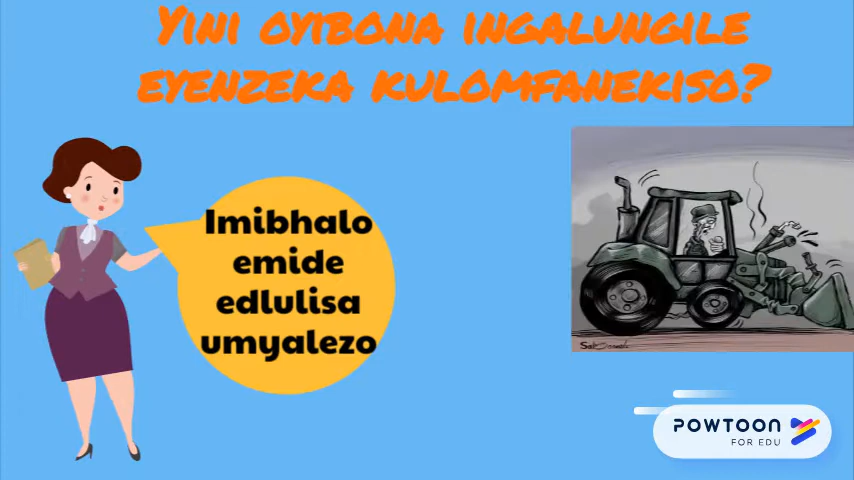 Yini oyibona ingalungile
eyenzeka kulomfanekiso?
Imibhalo
emide
edlulisa
umyalezo
POWTOON
FOR EDU